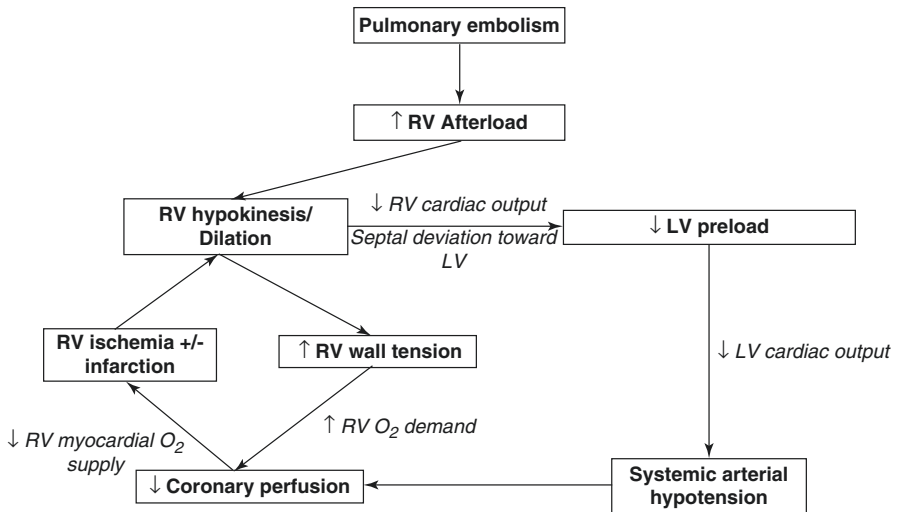 Pulmonary embolism
↑ RV Afterload
RV hypokinesis/
Dilation
↓ RV cardiac output
Septal deviation toward
LV
↓ LV preload
RV ischemia +/-
infarction
↑ RV wall tension
↓ LV cardiac output
↓ RV myocardial O₂
supply
↑ RV O₂ demand
↓ Coronary perfusion
Systemic arterial
hypotension